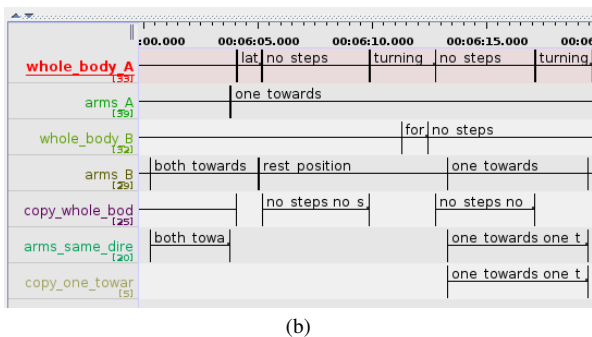 :00.000 00:06:05.000 00:06:10.000 00:06:15.000 00:06
whole_body_A lat no steps turning no steps turning
[33]
arms_A one towards
[39]
whole_body_B for no steps
[32]
arms_B both towards rest position one towards
[29]
copy_whole_bod no steps no s no steps no
[25]
arms_same_dire both towa one towards one t
[20]
copy_one_towar one towards one t
[5]
(b)